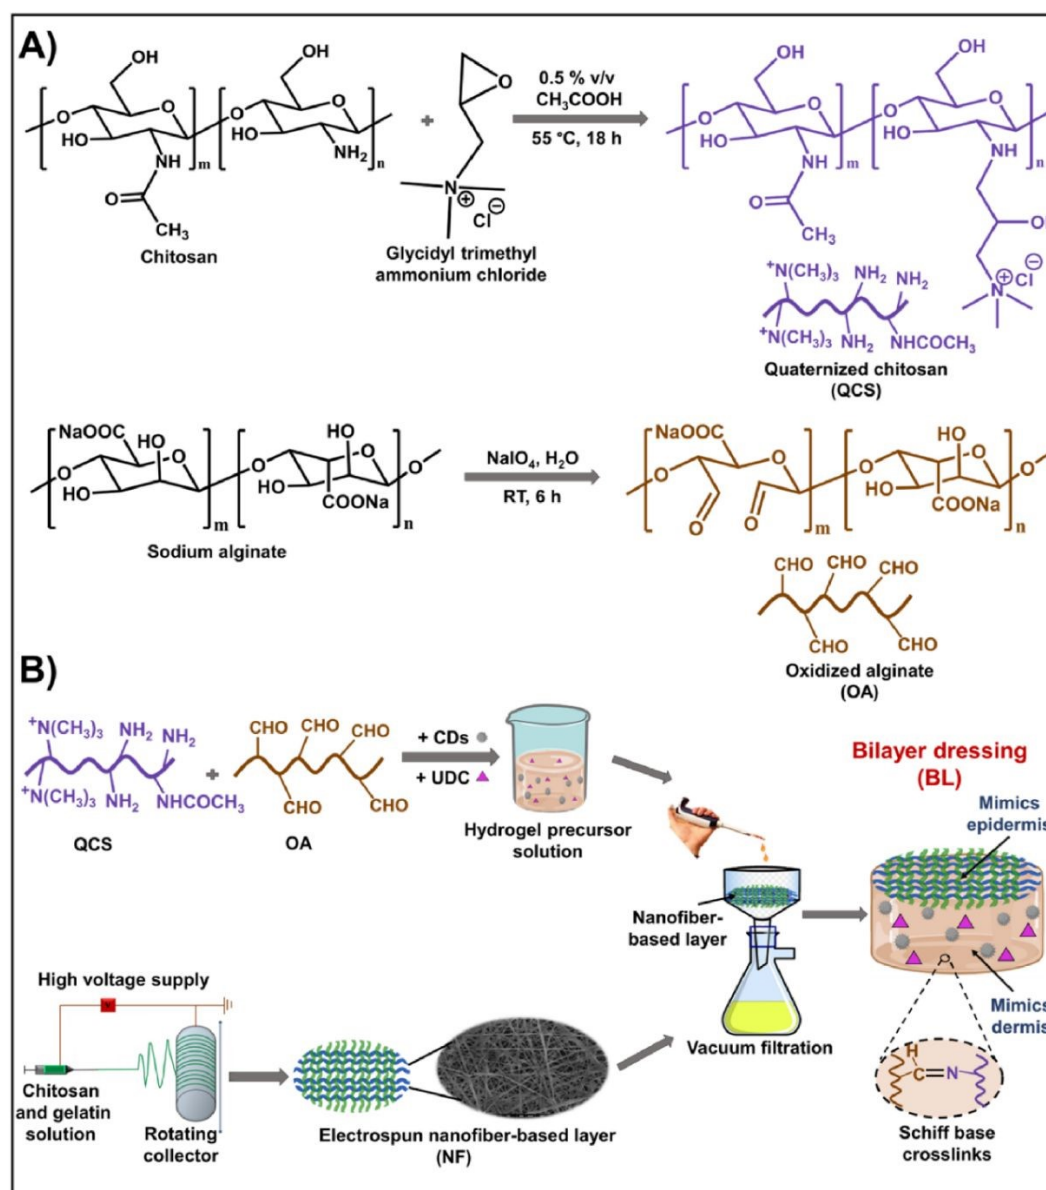 A)
OH
OH
O
O
O
O
HO
HO
NH
NH₂
m
n
O
CH₃
Chitosan
+
O
N
⊕
Cl
⊖
Glycidyl trimethyl
ammonium chloride
0.5 % v/v
CH₃COOH
55 °C, 18 h
OH
OH
O
O
O
O
HO
HO
NH
HN
m
n
O
CH₃
N
⊕
Cl
⊖
⁺N(CH₃)₃
NH₂
NH₂
⁺N(CH₃)₃
NH₂
NHCOCH₃
Quaternized chitosan
(QCS)
NaOOC
HO
HO
O
O
O
O
O
HO
HO
COONa
m
n
Sodium alginate
NaIO₄, H₂O
RT, 6 h
NaOOC
O
O
O
O
O
O
HO
HO
O
COONa
m
n
CHO
CHO
CHO
CHO
CHO
Oxidized alginate
(OA)
B)
⁺N(CH₃)₃
NH₂
NH₂
⁺N(CH₃)₃
NH₂
NHCOCH₃
QCS
+
CHO
CHO
CHO
CHO
CHO
OA
+ CDs
+ UDC
Hydrogel precursor
solution
Bilayer dressing
(BL)
Mimics
epidermis
Nanofiber-
based layer
Vacuum filtration
Mimics
dermis
H
C=N
Schiff base
crosslinks
High voltage supply
Chitosan
and gelatin
solution
Rotating
collector
Electrospun nanofiber-based layer
(NF)